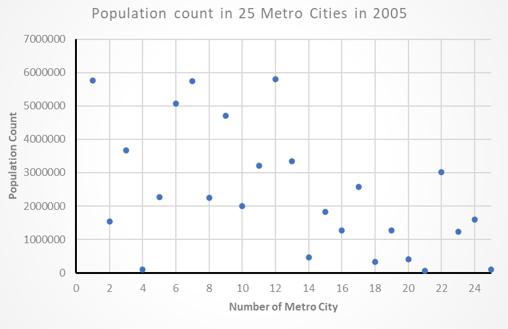 Population count in 25 Metro Cities in 2005
7000000
6000000
5000000
4000000
3000000
2000000
1000000
0
Population Count
0 2 4 6 8 10 12 14 16 18 20 22 24
Number of Metro City